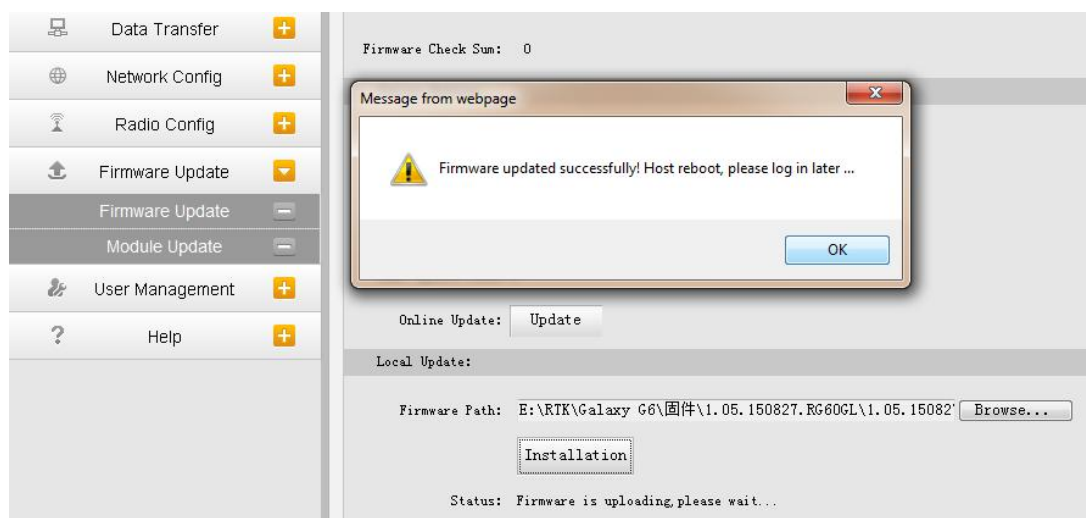 Data Transfer
Network Config
Radio Config
Firmware Update
Firmware Update
Module Update
User Management
Help
Firmware Check Sum: 0
Message from webpage
Firmware updated successfully! Host reboot, please log in later ...
OK
Online Update: Update
Local Update:
Firmware Path: E:\RTK\Galaxy G6\固件\1.05.150827.RG60GL\1.05.15082 Browse...
Installation
Status: Firmware is uploading,please wait...